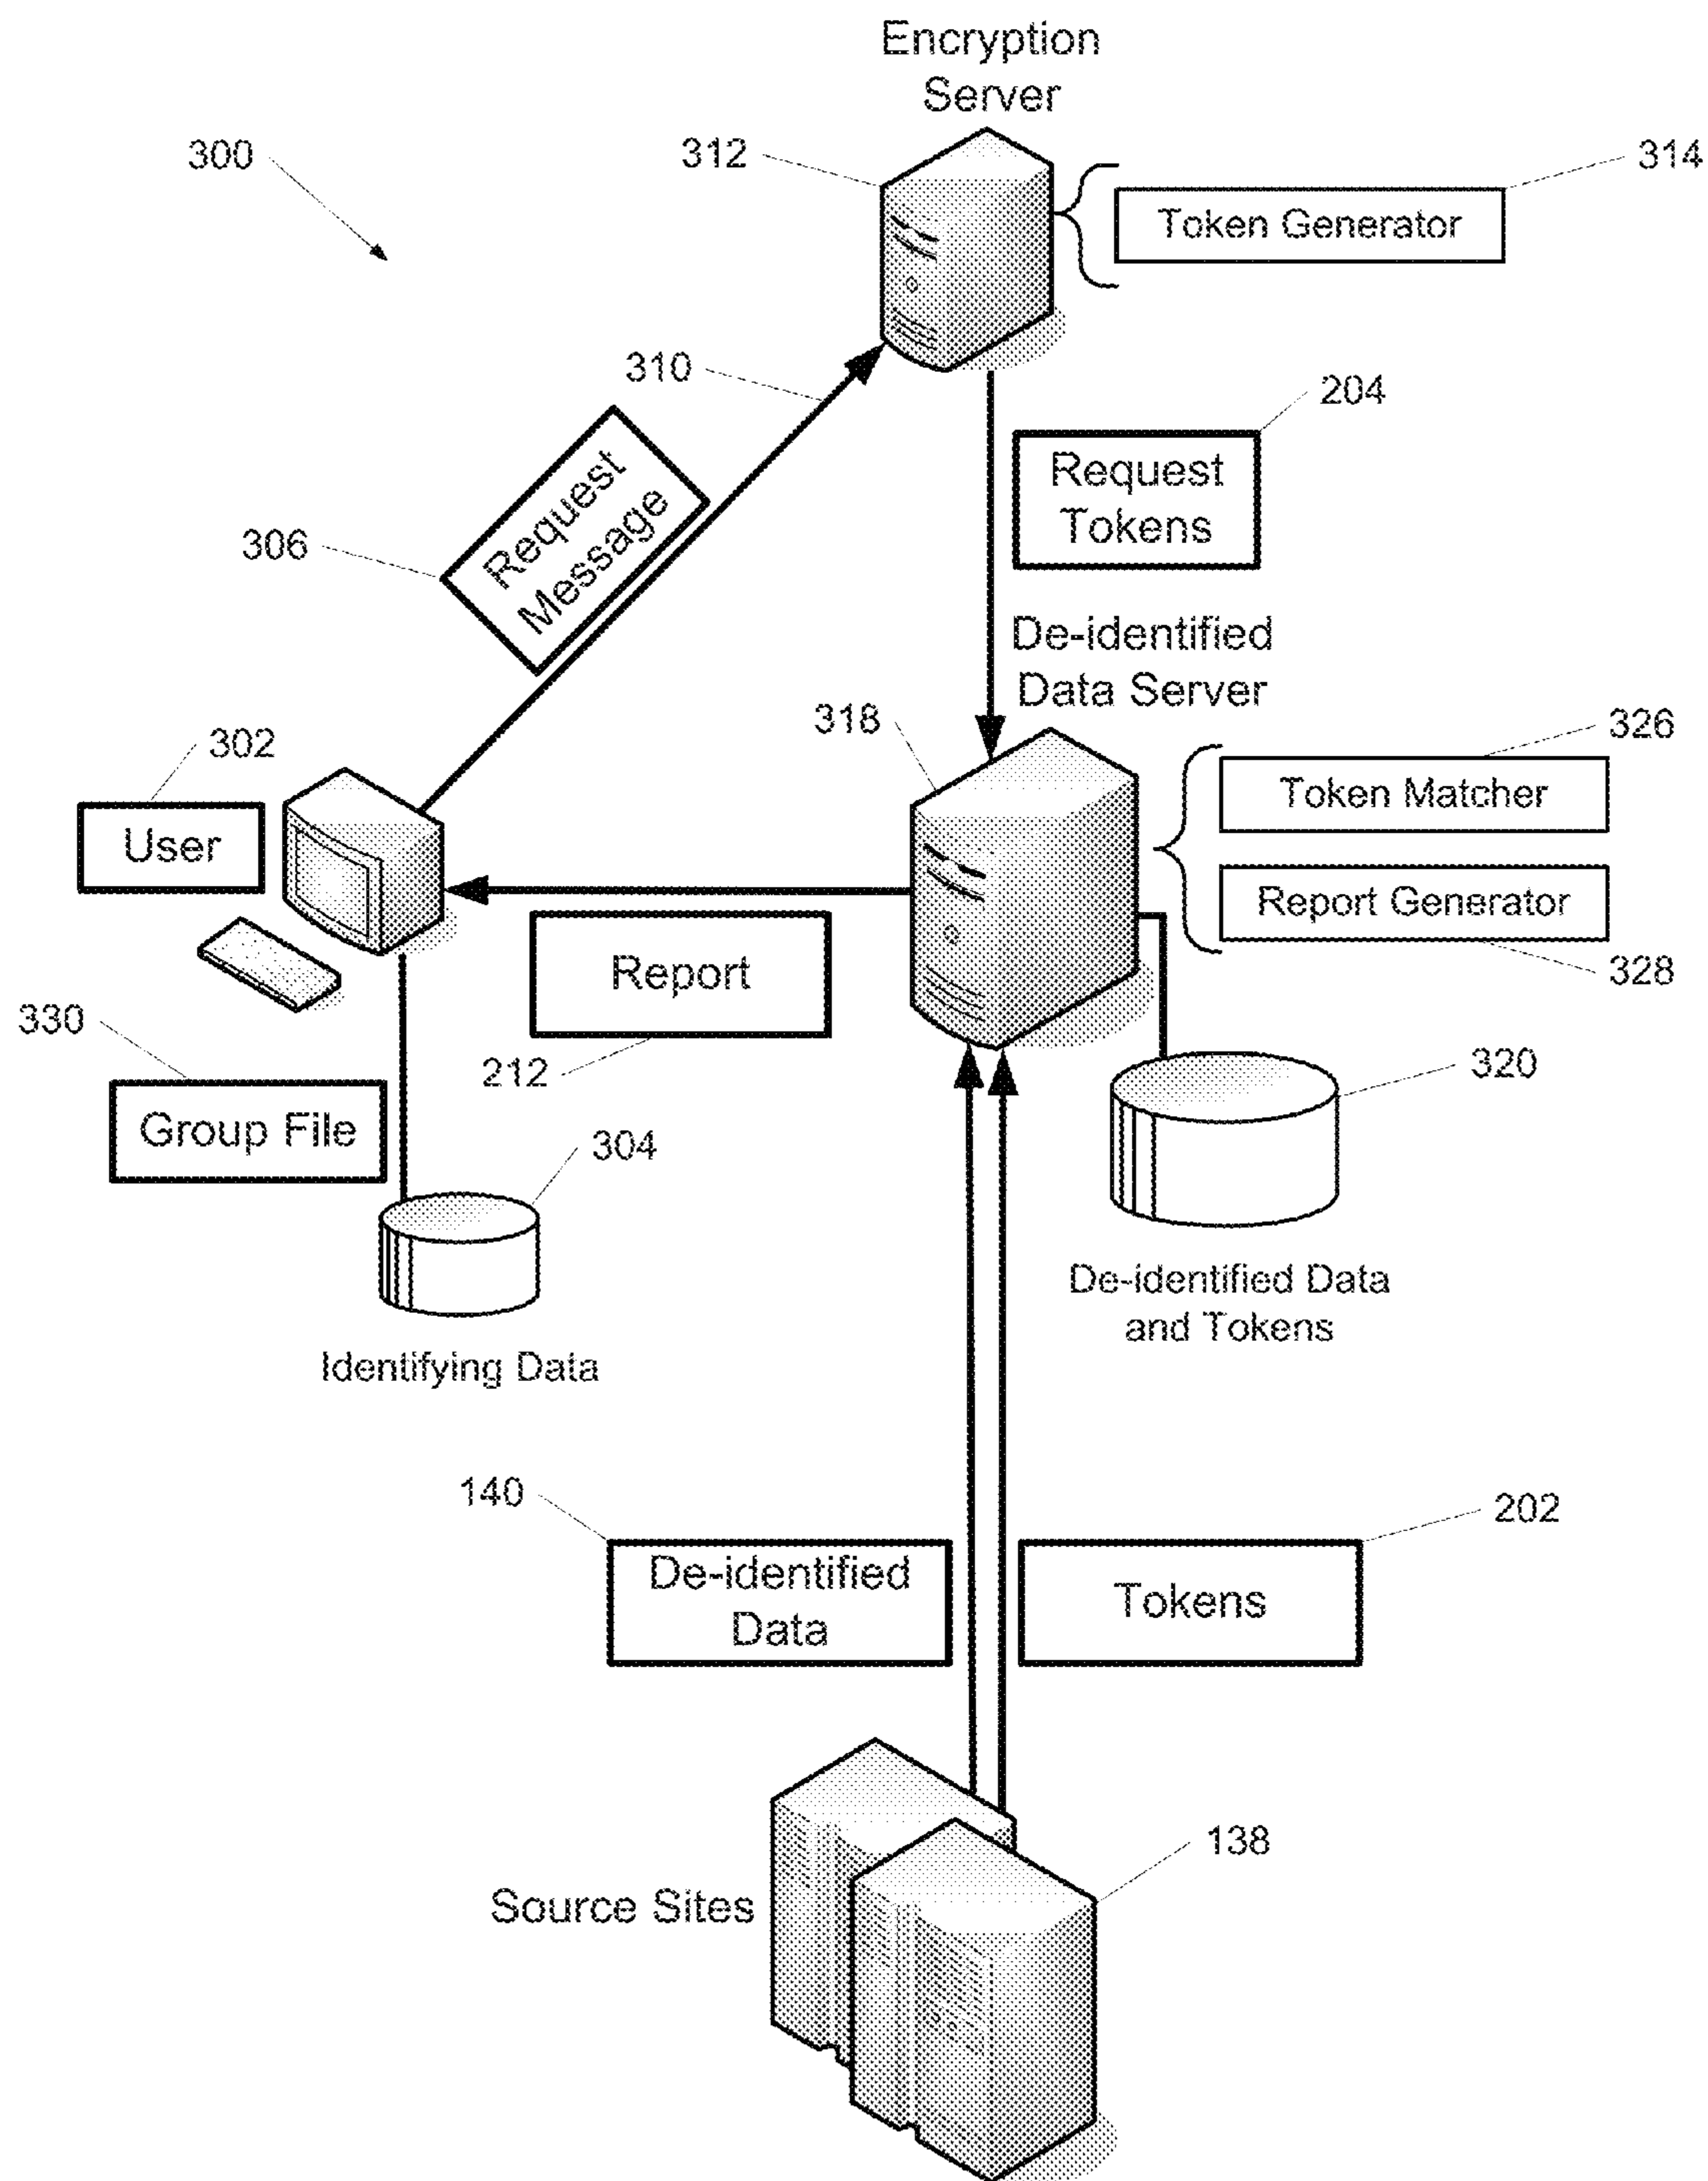 Encryption
Server
300
312
314
Token Generator
310
204
Request
Tokens
306
Request
Message
De-identified
Data Server
318
326
302
Token Matcher
User
Report Generator
Report
328
330
212
320
Group File
304
De-identified Data
and Tokens
Identifying Data
140
202
De-identified
Data
Tokens
138
Source Sites